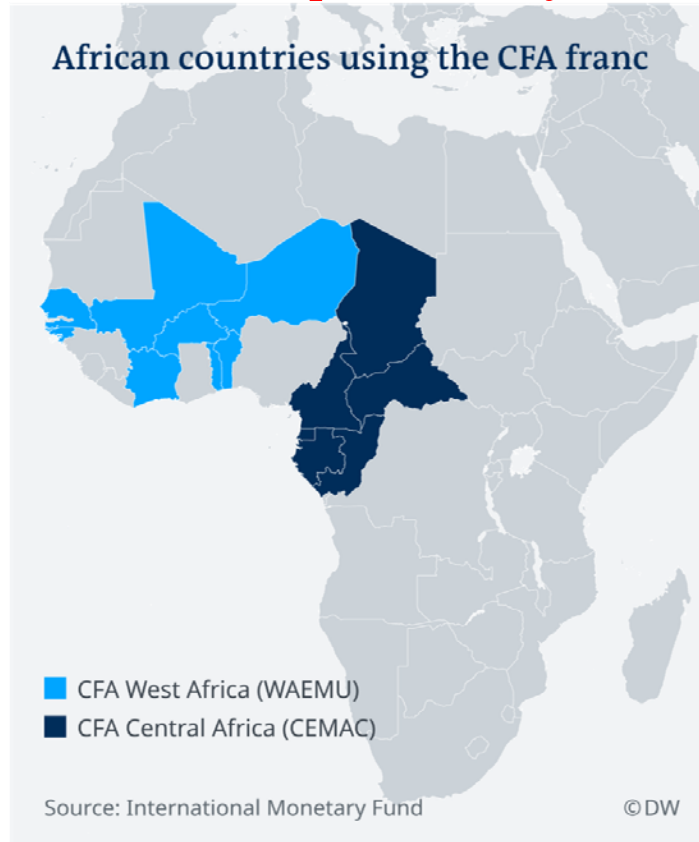 African countries using the CFA franc
CFA West Africa (WAEMU)
CFA Central Africa (CEMAC)
Source: International Monetary Fund
©DW